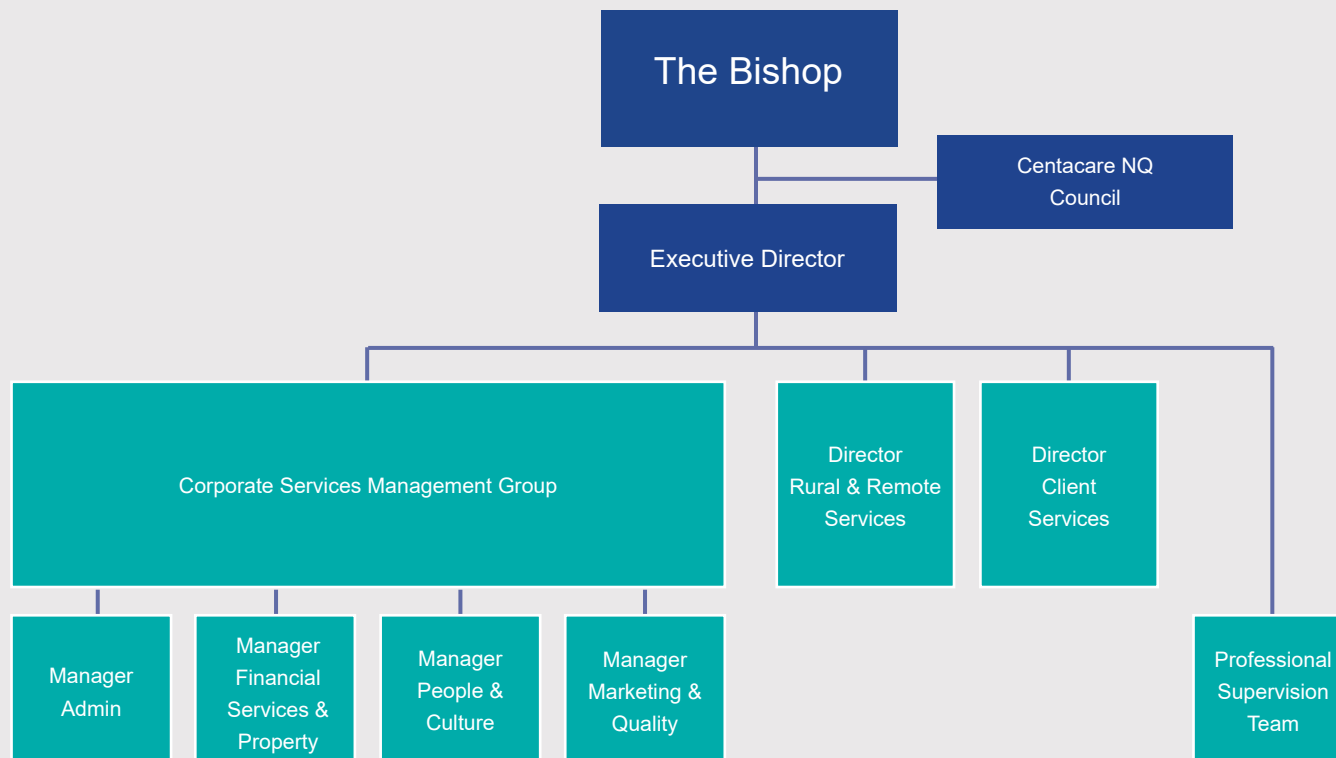 The Bishop
Centacare NQ
Council
Executive Director
Corporate Services Management Group
Director
Rural & Remote
Services
Director
Client
Services
Manager
Admin
Manager
Financial
Services &
Property
Manager
People &
Culture
Manager
Marketing &
Quality
Professional
Supervision
Team